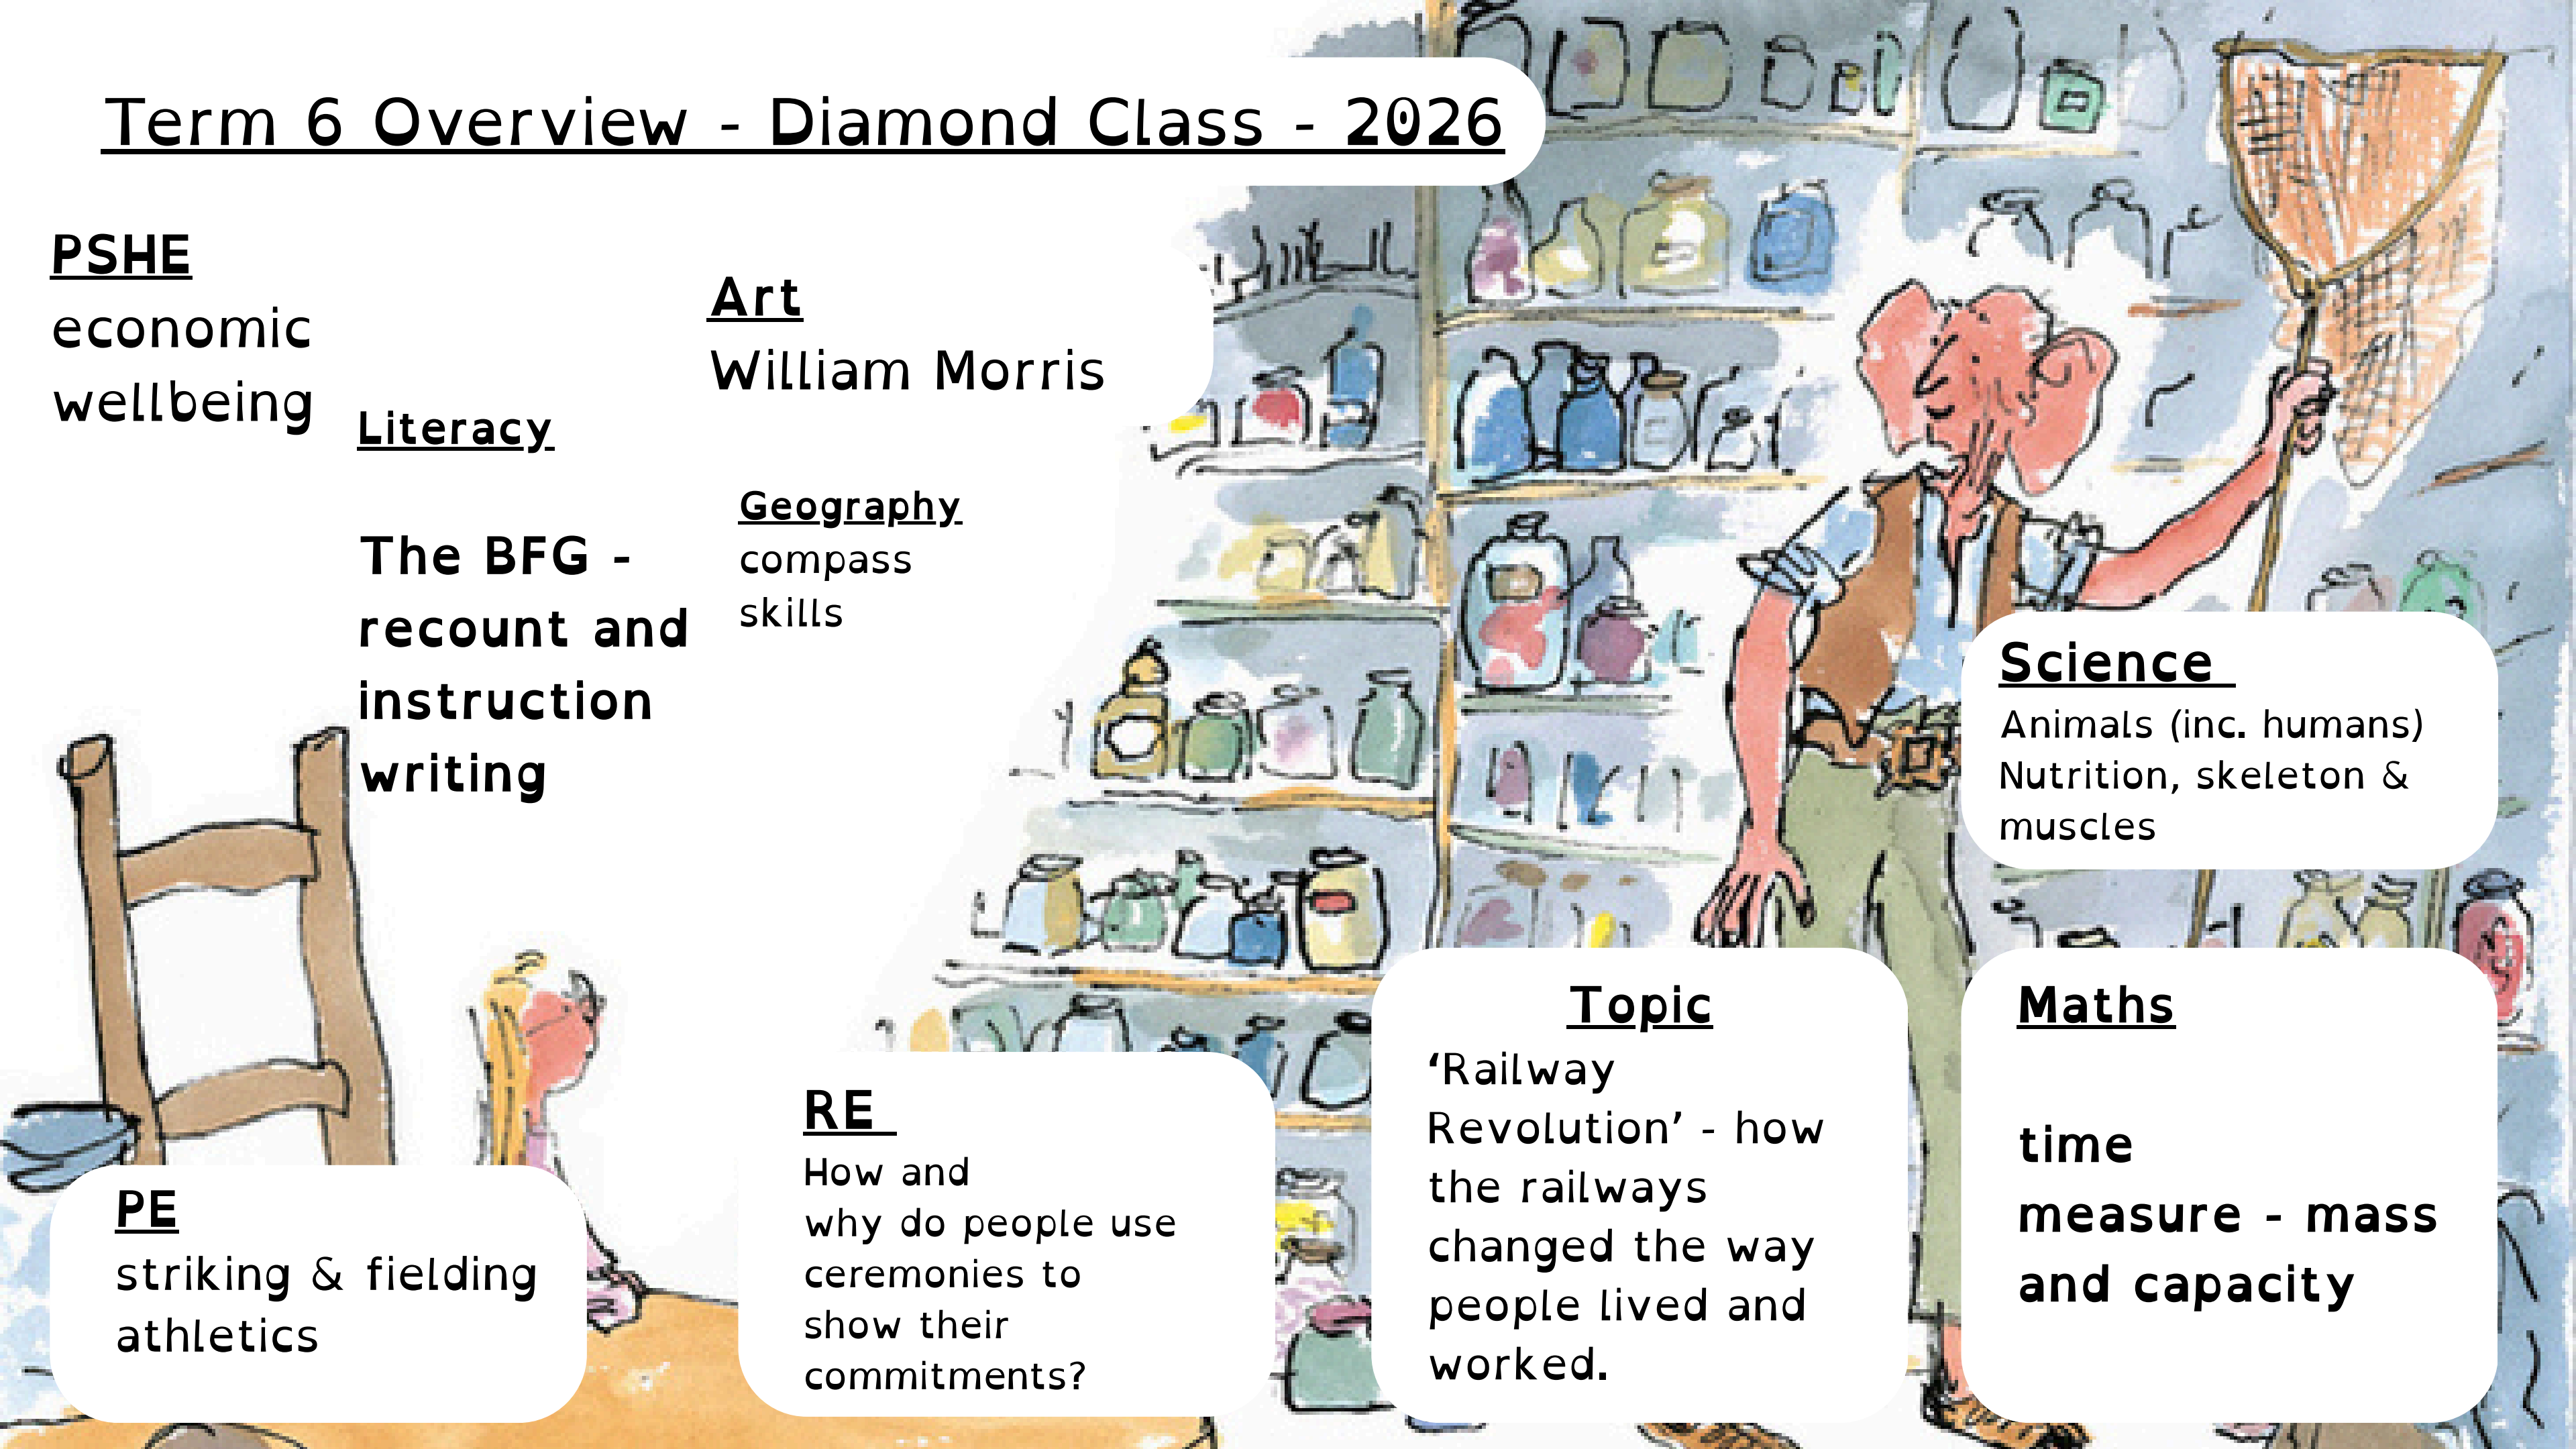 Term 6 Overview - Diamond Class - 2026
PSHE
economic
wellbeing
Art
William Morris
Literacy
The BFG -
recount and
instruction
writing
Geography
compass
skills
Science
Animals (inc. humans)
Nutrition, skeleton &
muscles
PE
striking & fielding
athletics
RE
How and
why do people use
ceremonies to
show their
commitments?
Topic
‘Railway
Revolution’ - how
the railways
changed the way
people lived and
worked.
Maths
time
measure - mass
and capacity